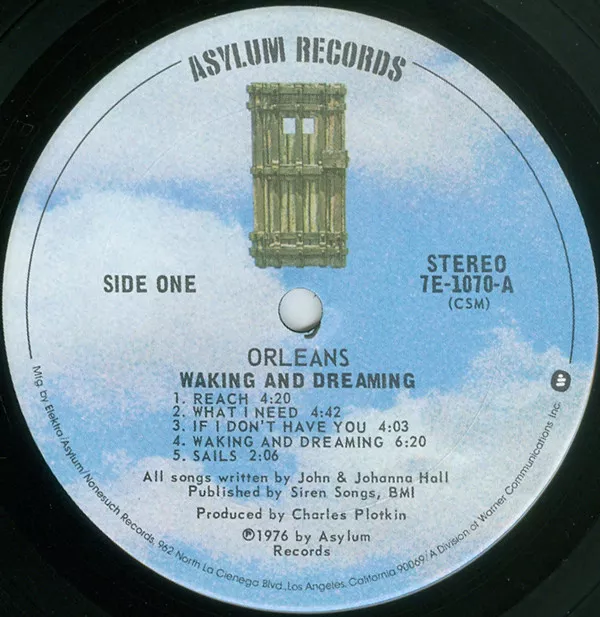 ASYLUM RECORDS
SIDE ONE
STEREO
7E-1070-A
(CSM)
ORLEANS
WAKING AND DREAMING
1. REACH 4:20
2. WHAT I NEED 4:42
3. IF I DON'T HAVE YOU 4:03
4. WAKING AND DREAMING 6:20
5. SAILS 2:06
All songs written by John & Johanna Hall
Published by Siren Songs, BMI
Produced by Charles Plotkin
℗1976 by Asylum
Records
Mfg by Elektra/Asylum/Nonesuch Records, 962 North La Cienega Blvd., Los Angeles, California 90069/A Division of Warner Communications Inc.